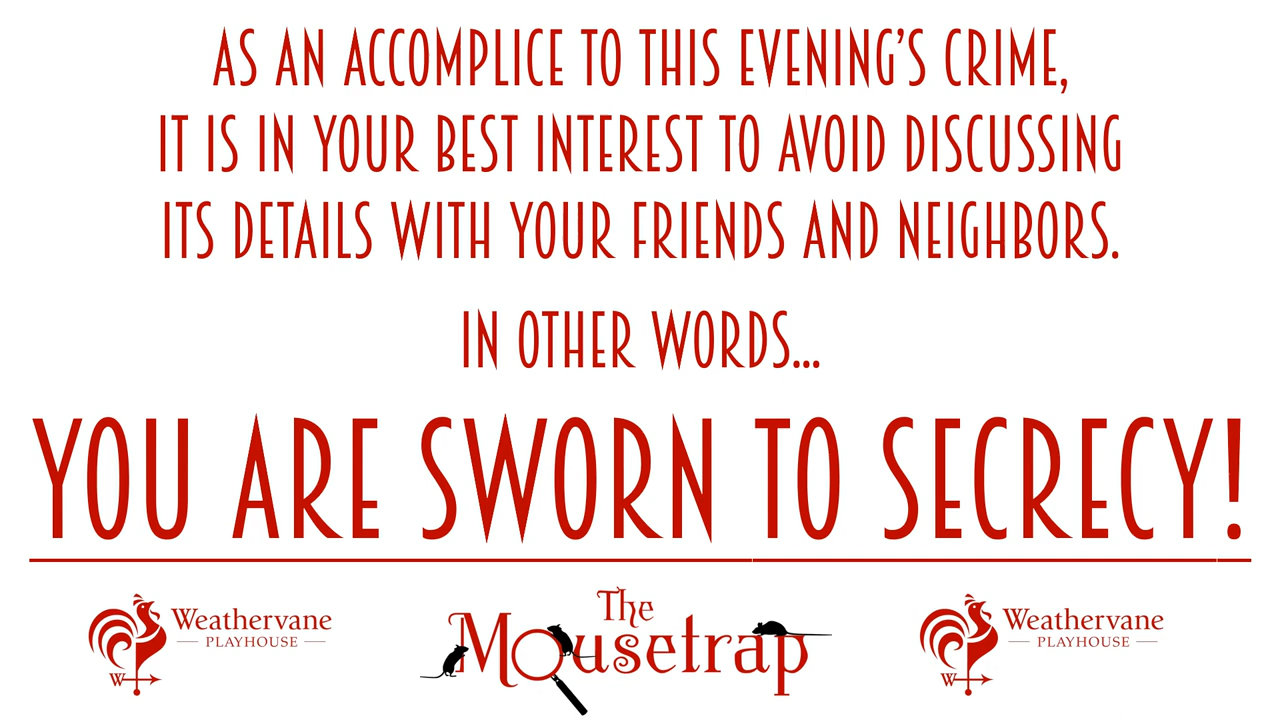 AS AN ACCOMPLICE TO THIS EVENING'S CRIME,
IT IS IN YOUR BEST INTEREST TO AVOID DISCUSSING
ITS DETAILS WITH YOUR FRIENDS AND NEIGHBORS.
IN OTHER WORDS...
YOU ARE SWORN TO SECRECY!
Weathervane
PLAYHOUSE
W
The
Mousetrap
Weathervane
PLAYHOUSE
W